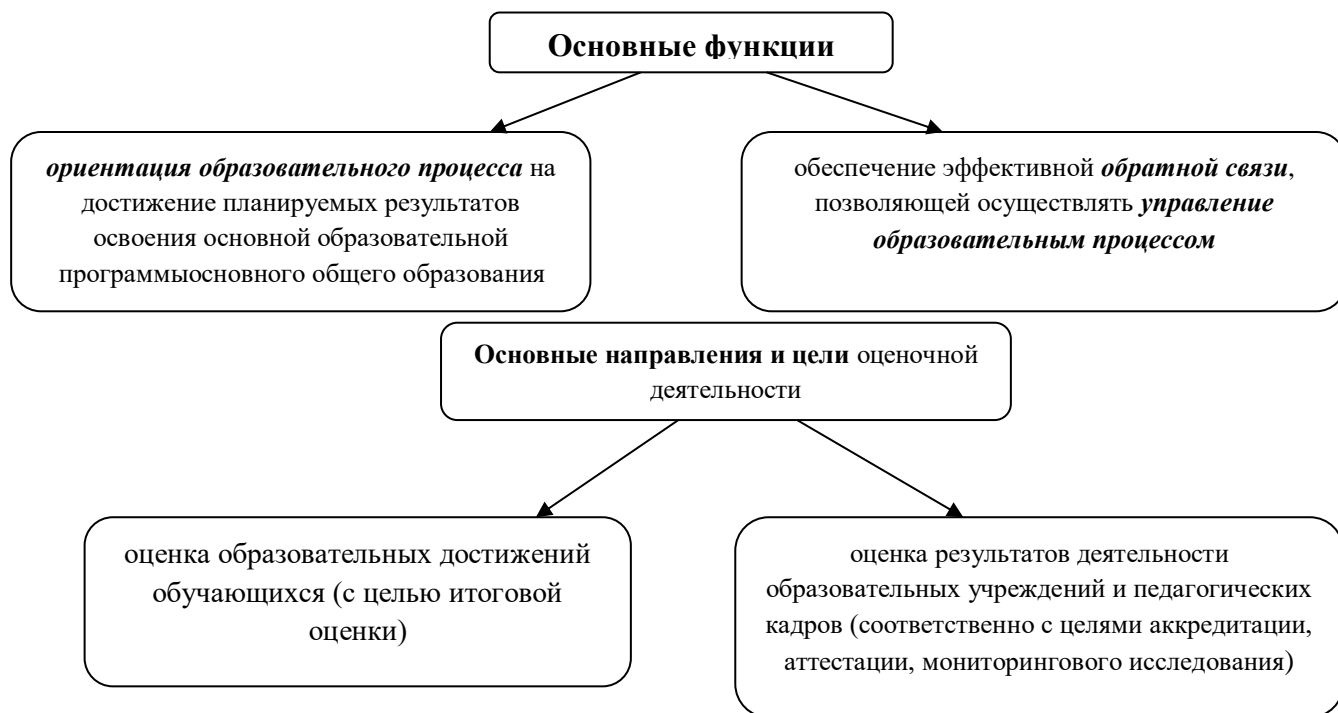 Основные функции
ориентация образовательного процесса на
достижение планируемых результатов
освоения основной образовательной
программыосновного общего образования
обеспечение эффективной обратной связи,
позволяющей осуществлять управление
образовательным процессом
Основные направления и цели оценочной
деятельности
оценка образовательных достижений
обучающихся (с целью итоговой
оценки)
оценка результатов деятельности
образовательных учреждений и педагогических
кадров (соответственно с целями аккредитации,
аттестации, мониторингового исследования)